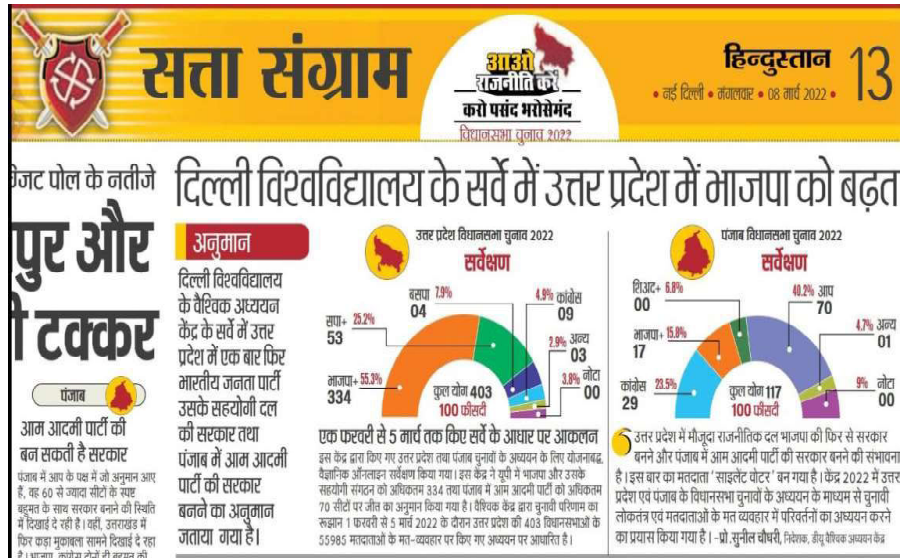 सत्ता संग्राम
आओ
राजनीति करें
करो पसंद भरोसेमंद
विधानसभा चुनाव 2022
हिन्दुस्तान
• नई दिल्ली • मंगलवार • 08 मार्च 2022 •
13
जिट पोल के नतीजे
पुर और
टक्कर
पंजाब
आम आदमी पार्टी की
बन सकती है सरकार
पंजाब में आप के पक्ष में जो अनुमान आए
हैं, वह 60 से ज्यादा सीटों के स्पष्ट
बहुमत के साथ सरकार बनाने की स्थिति
में दिखाई दे रही है। वहीं, उत्तराखंड में
फिर कड़ा मुकाबला सामने दिखाई दे रहा
है। भाजपा, कांग्रेस दोनों ही बहुमत की
दिल्ली विश्वविद्यालय के सर्वे में उत्तर प्रदेश में भाजपा को बढ़त
अनुमान
दिल्ली विश्वविद्यालय
के वैश्विक अध्ययन
केंद्र के सर्वे में उत्तर
प्रदेश में एक बार फिर
भारतीय जनता पार्टी
उसके सहयोगी दल
की सरकार तथा
पंजाब में आम आदमी
पार्टी की सरकार
बनने का अनुमान
जताया गया है।
उत्तर प्रदेश विधानसभा चुनाव 2022
सर्वेक्षण
बसपा 7.9%
04
4.9% कांग्रेस
09
सपा+ 25.2%
53
2.9% अन्य
03
भाजपा+ 55.3%
334
3.8% नोटा
00
कुल योग 403
100 फीसदी
एक फरवरी से 5 मार्च तक किए सर्वे के आधार पर आकलन
इस केंद्र द्वारा किए गए उत्तर प्रदेश तथा पंजाब चुनावों के अध्ययन के लिए योजनाबद्ध,
वैज्ञानिक ऑनलाइन सर्वेक्षण किया गया। इस केंद्र ने यूपी में भाजपा और उसके
सहयोगी संगठन को अधिकतम 334 तथा पंजाब में आम आदमी पार्टी को अधिकतम
70 सीटों पर जीत का अनुमान किया गया है। वैश्विक केंद्र द्वारा चुनावी परिणाम का
रूझान 1 फरवरी से 5 मार्च 2022 के दौरान उत्तर प्रदेश की 403 विधानसभाओं के
55985 मतदाताओं के मत-व्यवहार पर किए गए अध्ययन पर आधारित है।
पंजाब विधानसभा चुनाव 2022
सर्वेक्षण
शिअद+ 6.8%
00
40.2% आप
70
भाजपा+ 15.8%
17
4.7% अन्य
01
कांग्रेस 23.5%
29
9% नोटा
00
कुल योग 117
100 फीसदी
उत्तर प्रदेश में मौजूदा राजनीतिक दल भाजपा की फिर से सरकार
बनने और पंजाब में आम आदमी पार्टी की सरकार बनने की संभावना
है। इस बार का मतदाता 'साइलेंट वोटर' बन गया है। केंद्र 2022 में उत्तर
प्रदेश एवं पंजाब के विधानसभा चुनावों के अध्ययन के माध्यम से चुनावी
लोकतंत्र एवं मतदाताओं के मत व्यवहार में परिवर्तनों का अध्ययन करने
का प्रयास किया गया है। -प्रो.सुनील चौधरी, निदेशक, डीयू वैश्विक अध्ययन केंद्र